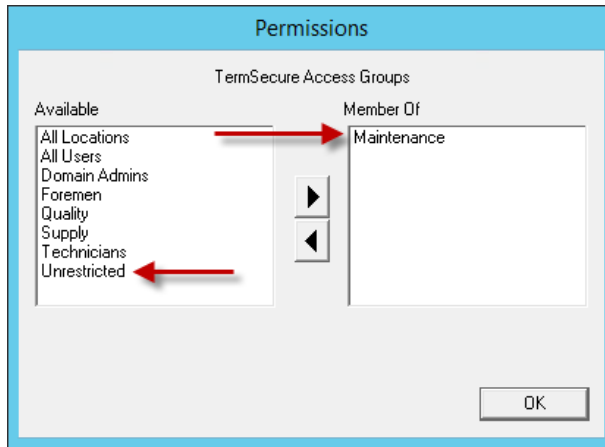 Permissions
TermSecure Access Groups
Available
Member Of
All Locations
All Users
Domain Admins
Foremen
Quality
Supply
Technicians
Unrestricted
Maintenance
OK